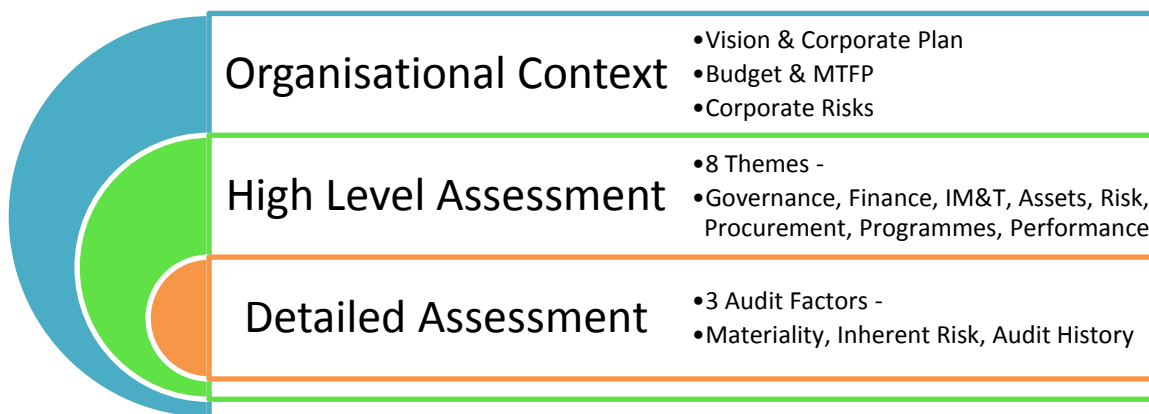 Organisational Context
•Vision & Corporate Plan
•Budget & MTFP
•Corporate Risks
High Level Assessment
•8 Themes -
•Governance, Finance, IM&T, Assets, Risk,
Procurement, Programmes, Performance
Detailed Assessment
•3 Audit Factors -
•Materiality, Inherent Risk, Audit History